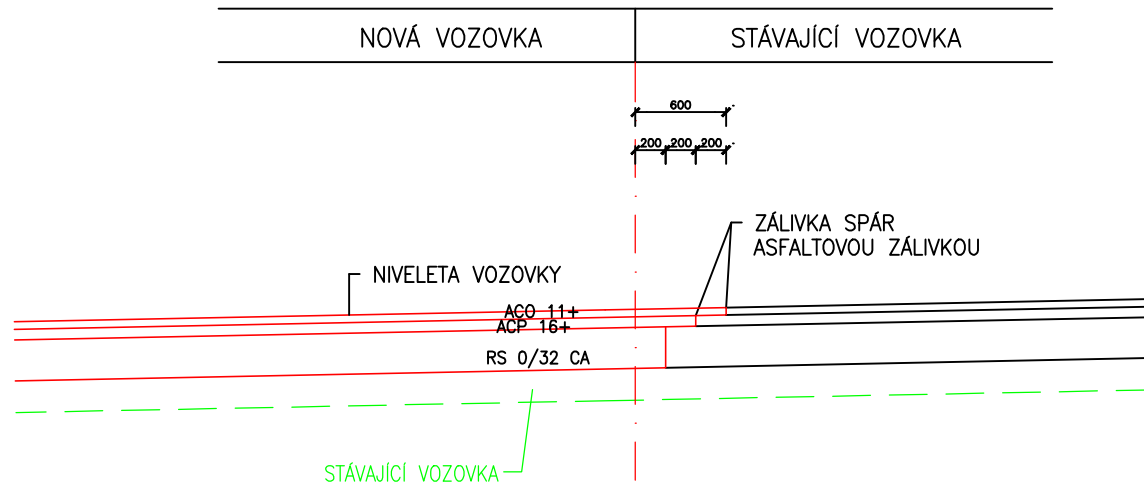 NOVÁ VOZOVKA
STÁVAJÍCÍ VOZOVKA
600
200 200 200
ZÁLIVKA SPÁR
ASFALTOVOU ZÁLIVKOU
NIVELETA VOZOVKY
ACO 11+
ACP 16+
RS 0/32 CA
STÁVAJÍCÍ VOZOVKA